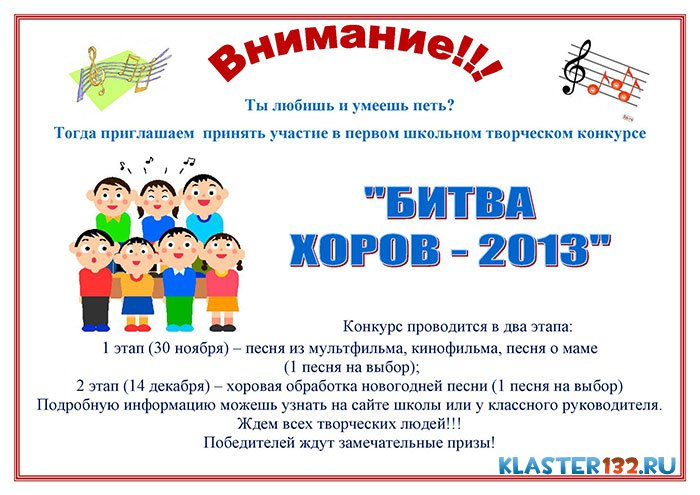 Внимание!!!
Ты любишь и умеешь петь?
Тогда приглашаем принять участие в первом школьном творческом конкурсе
"БИТВА
ХОРОВ - 2013"
Конкурс проводится в два этапа:
1 этап (30 ноября) – песня из мультфильма, кинофильма, песня о маме
(1 песня на выбор);
2 этап (14 декабря) – хоровая обработка новогодней песни (1 песня на выбор)
Подробную информацию можешь узнать на сайте школы или у классного руководителя.
Ждем всех творческих людей!!!
Победителей ждут замечательные призы!
KLASTER132.RU